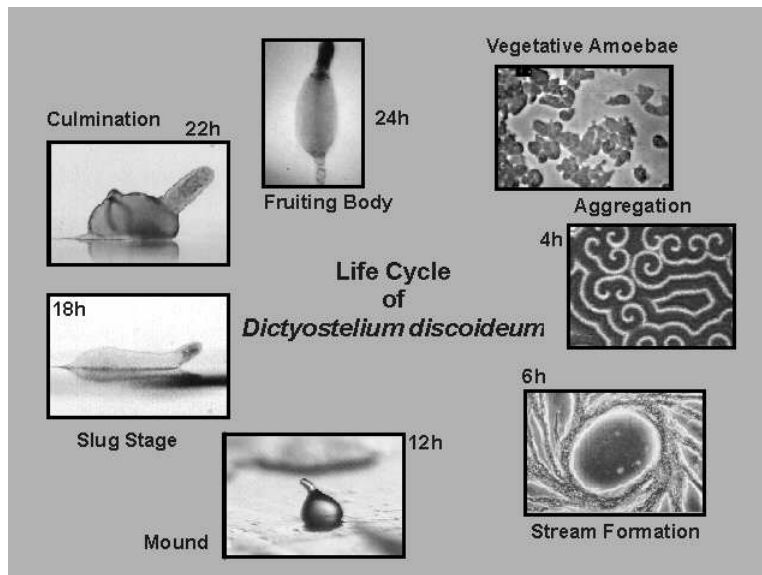 Vegetative Amoebae
Aggregation
4h
6h
Stream Formation
12h
Mound
18h
Slug Stage
Culmination
22h
24h
Fruiting Body
Life Cycle
of
Dictyostelium discoideum